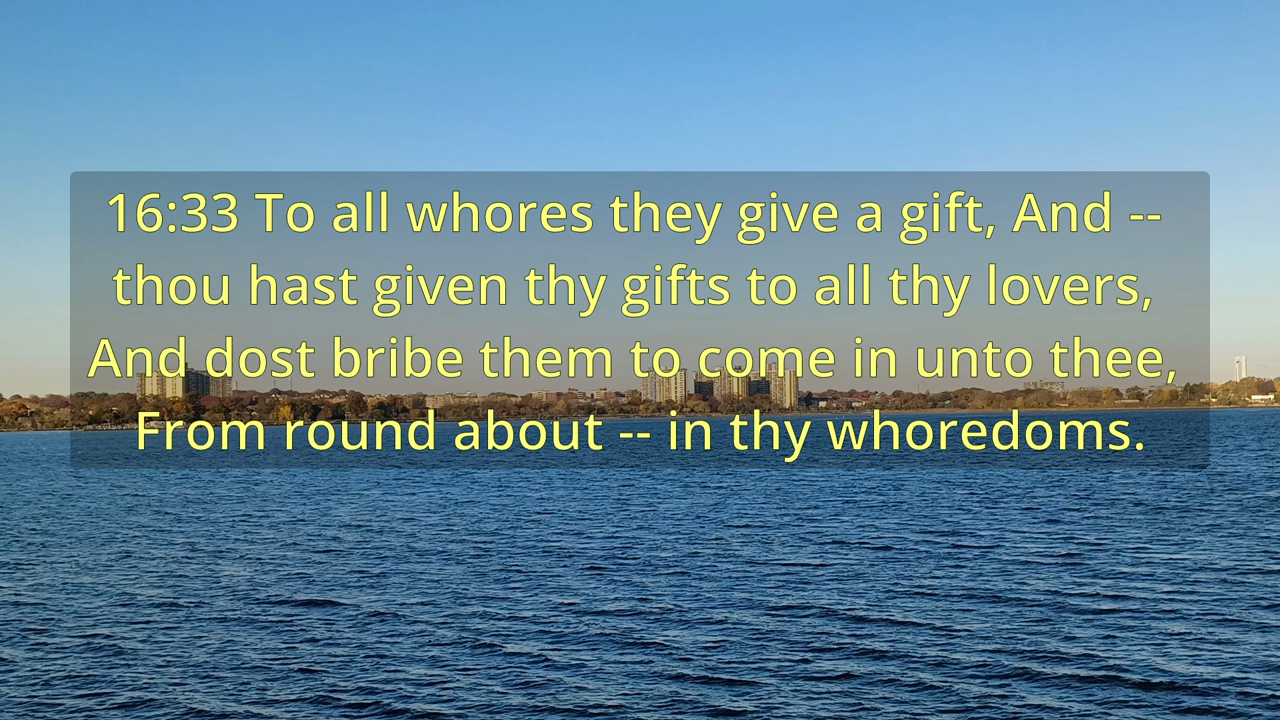 16:33 To all whores they give a gift, And --
thou hast given thy gifts to all thy lovers,
And dost bribe them to come in unto thee,
From round about -- in thy whoredoms.